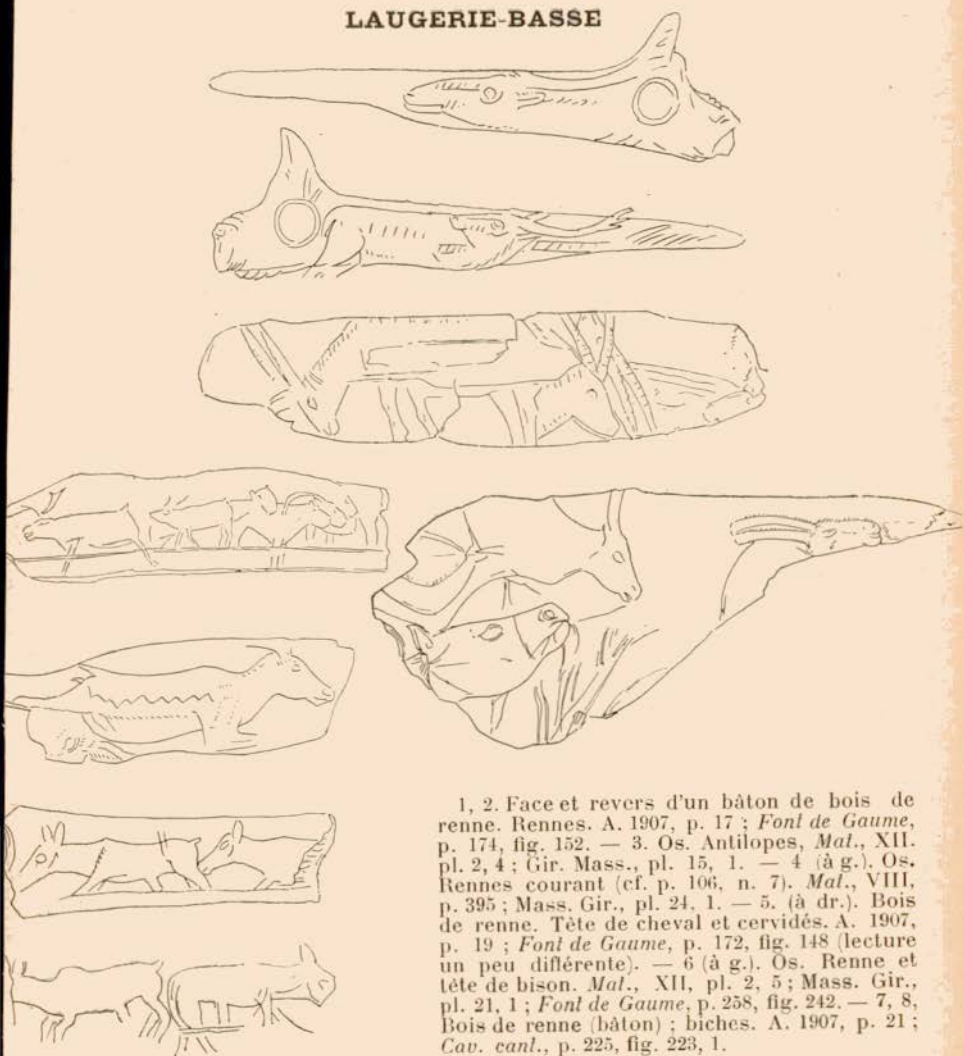 LAUGERIE-BASSE
1, 2. Face et revers d'un bâton de bois de
renne. Rennes. A. 1907, p. 17 ; Font de Gaume,
p. 174, fig. 152. — 3. Os. Antilopes, Mat., XII.
pl. 2, 4 ; Gir. Mass., pl. 15, 1. — 4 (à g.). Os.
Rennes courant (cf. p. 106, n. 7). Mat., VIII,
p. 395 ; Mass. Gir., pl. 24, 1. — 5. (à dr.). Bois
de renne. Tête de cheval et cervidés. A. 1907,
p. 19 ; Font de Gaume, p. 172, fig. 148 (lecture
un peu différente). — 6 (à g.). Os. Renne et
tête de bison. Mat., XII, pl. 2, 5 ; Mass. Gir.,
pl. 21, 1 ; Font de Gaume, p. 258, fig. 242. — 7, 8,
Bois de renne (bâton) ; biches. A. 1907, p. 21 ;
Cav. cant., p. 225, fig. 223, 1.